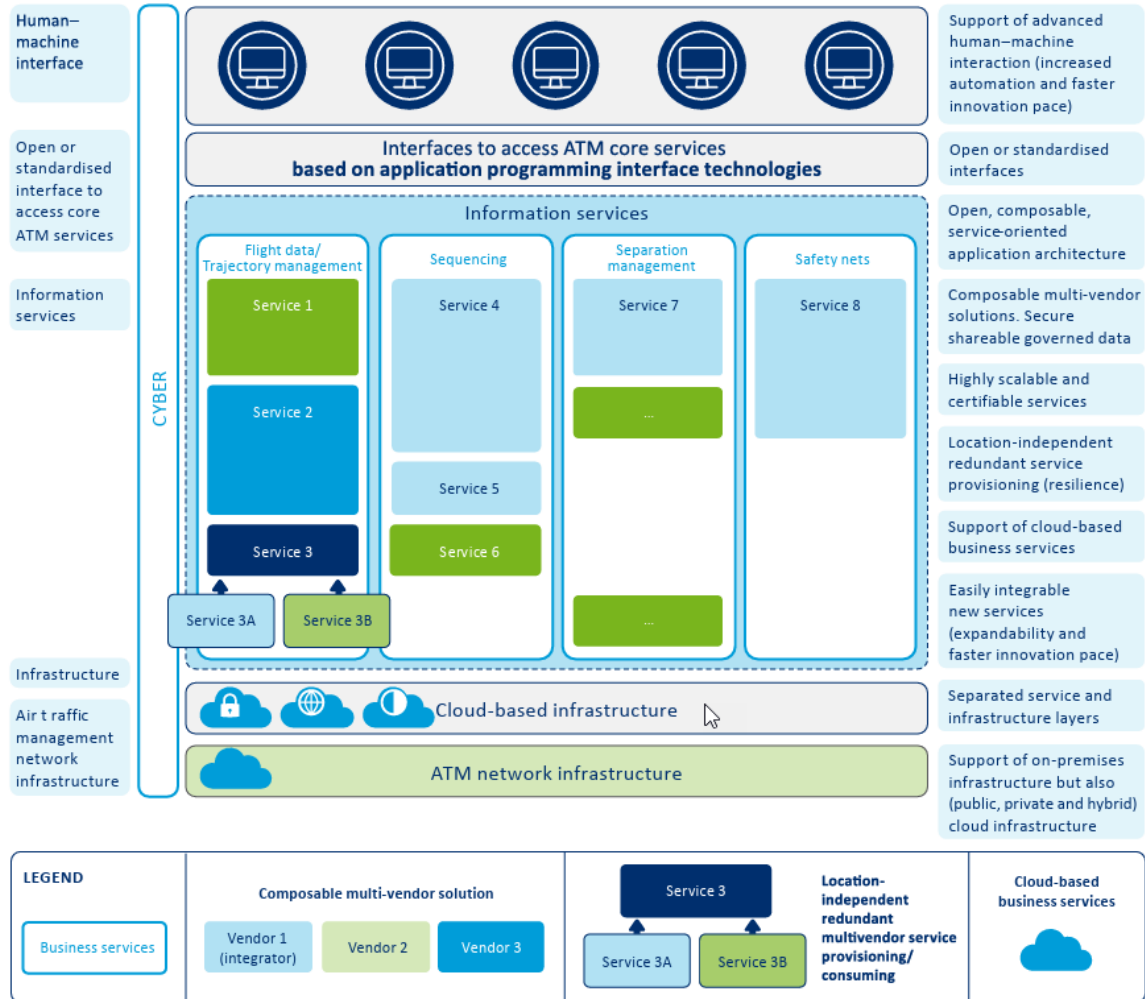 Human–
machine
interface
Open or
standardised
interface to
access core
ATM services
Information
services
Infrastructure
Air t raffic
management
network
infrastructure
CYBER
Interfaces to access ATM core services
based on application programming interface technologies
Information services
Flight data/
Trajectory management
Service 1
Service 2
Service 3
Service 3A
Service 3B
Sequencing
Service 4
Service 5
Service 6
Separation
management
Service 7
...
...
Safety nets
Service 8
Cloud-based infrastructure
ATM network infrastructure
Support of advanced
human–machine
interaction (increased
automation and faster
innovation pace)
Open or standardised
interfaces
Open, composable,
service-oriented
application architecture
Composable multi-vendor
solutions. Secure
shareable governed data
Highly scalable and
certifiable services
Location-independent
redundant service
provisioning (resilience)
Support of cloud-based
business services
Easily integrable
new services
(expandability and
faster innovation pace)
Separated service and
infrastructure layers
Support of on-premises
infrastructure but also
(public, private and hybrid)
cloud infrastructure
LEGEND
Business services
Composable multi-vendor solution
Vendor 1
(integrator)
Vendor 2
Vendor 3
Service 3
Service 3A
Service 3B
Location-
independent
redundant
multivendor service
provisioning/
consuming
Cloud-based
business services